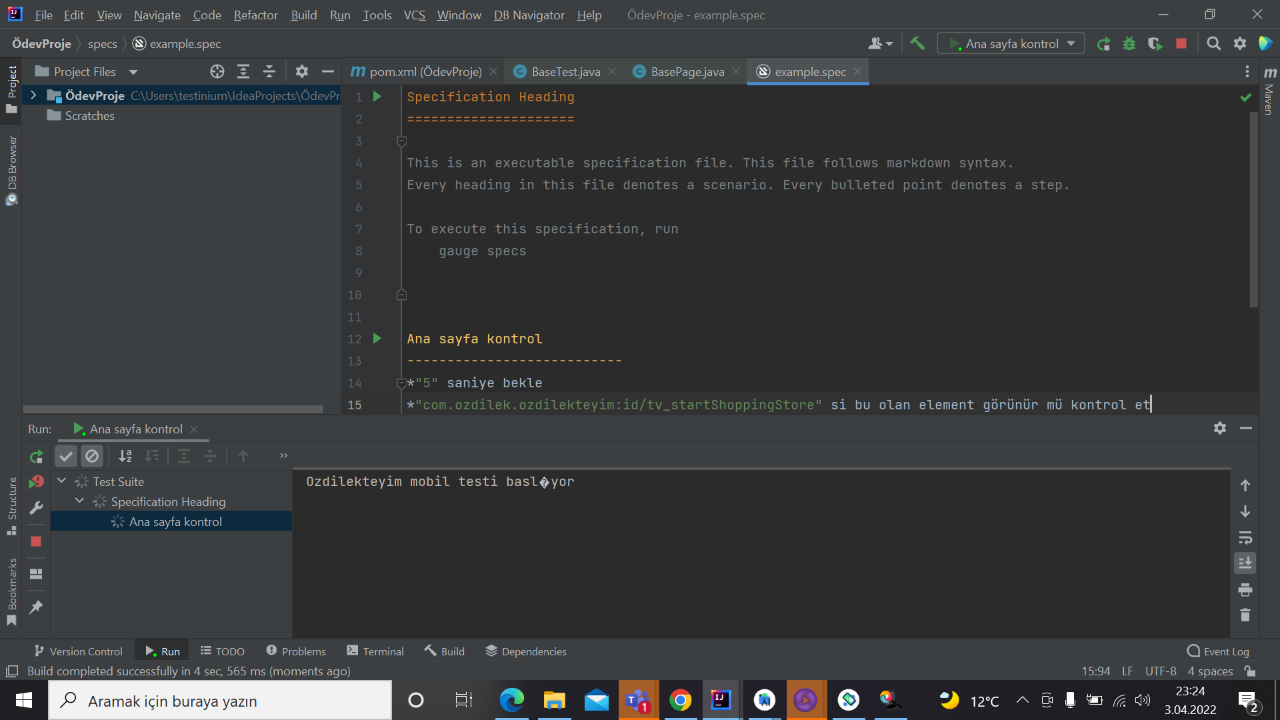 File Edit View Navigate Code Refactor Build Run Tools VCS Window DB Navigator Help ÖdevProje - example.spec
ÖdevProje specs example.spec Ana sayfa kontrol
Project Files pom.xml (ÖdevProje) BaseTest.java BasePage.java example.spec
Project
DB Browser
Structure
Bookmarks
Maven
ÖdevProje C:\Users\testinium\IdeaProjects\ÖdevPr
Scratches
1 Specification Heading
2 =====================
3
4 This is an executable specification file. This file follows markdown syntax.
5 Every heading in this file denotes a scenario. Every bulleted point denotes a step.
6
7 To execute this specification, run
8 gauge specs
9
10
11
12 Ana sayfa kontrol
13 ---------------------------
14 *"5" saniye bekle
15 *"com.ozdilek.ozdilekteyim:id/tv_startShoppingStore" si bu olan element görünür mü kontrol et
Run: Ana sayfa kontrol
Test Suite
Specification Heading
Ana sayfa kontrol
Ozdilekteyim mobil testi basl�yor
Version Control Run TODO Problems Terminal Build Dependencies Event Log
Build completed successfully in 4 sec, 565 ms (moments ago) 15:94 LF UTF-8 4 spaces
Aramak için buraya yazın 1 12°C 23:24
3.04.2022 2